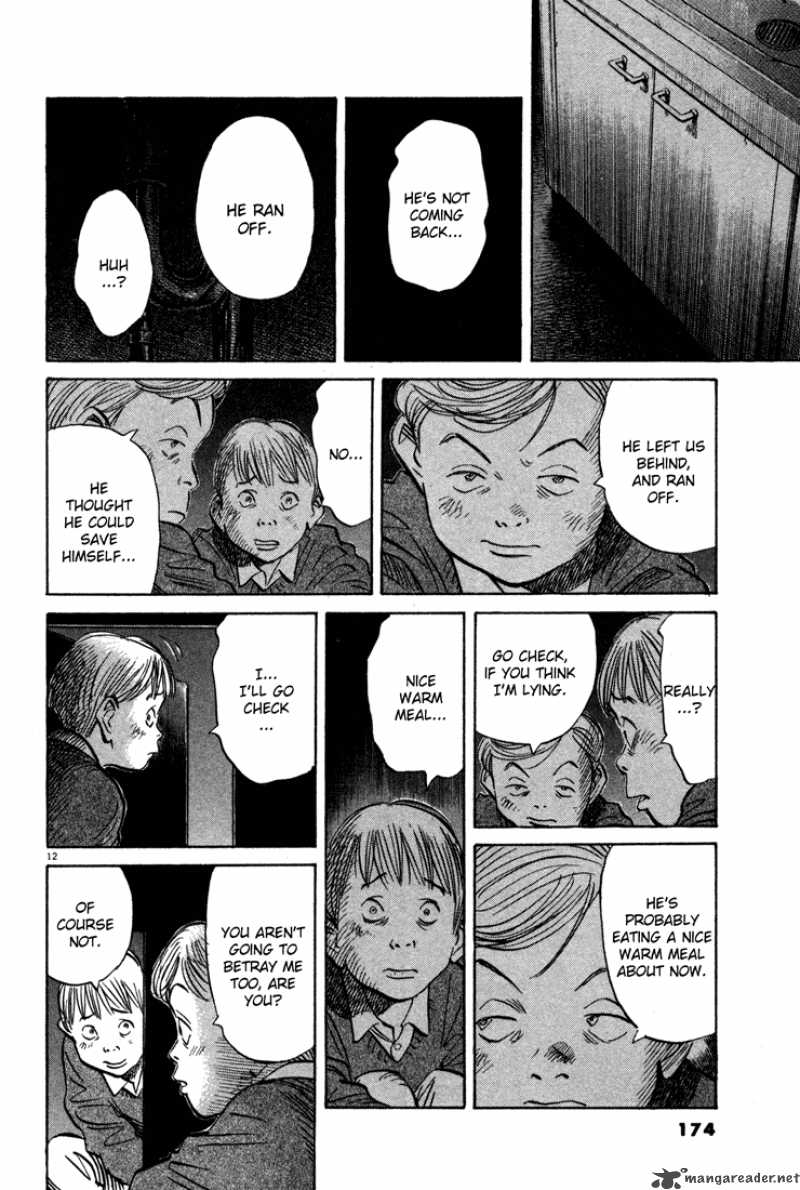 HE'S NOT
COMING
BACK...
HE RAN
OFF.
HUH
...?
HE LEFT US
BEHIND,
AND RAN
OFF.
NO...
HE
THOUGHT
HE COULD
SAVE
HIMSELF...
REALLY
...?
GO CHECK,
IF YOU THINK
I'M LYING.
HE'S
PROBABLY
EATING A NICE
WARM MEAL
ABOUT NOW.
NICE
WARM
MEAL...
I...
I'LL GO
CHECK
...
YOU AREN'T
GOING TO
BETRAY ME
TOO, ARE
YOU?
OF
COURSE
NOT.
12
174
mangareader.net